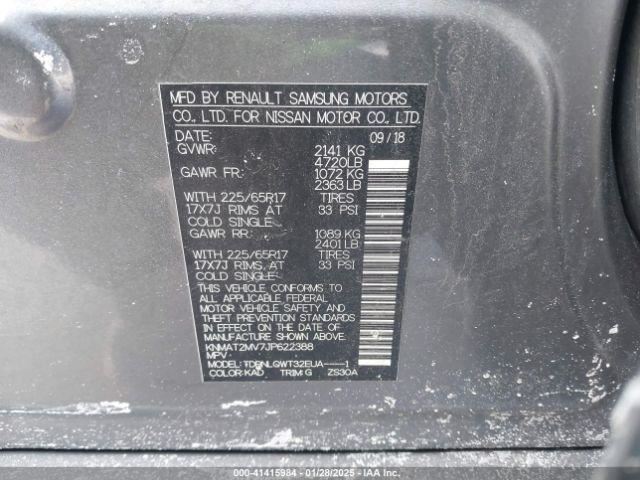 MFD BY RENAULT SAMSUNG MOTORS
CO., LTD. FOR NISSAN MOTOR CO., LTD.
DATE: 09/18
GVWR: 2141 KG
4720LB
GAWR FR: 1072 KG
2363 LB
WITH 225/65R17 TIRES
17X7J RIMS AT 33 PSI
COLD SINGLE
GAWR RR: 1089 KG
2401 LB
WITH 225/65R17 TIRES
17X7J RIMS, AT 33 PSI
COLD SINGLE
THIS VEHICLE CONFORMS TO
ALL APPLICABLE FEDERAL
MOTOR VEHICLE SAFETY, BUMPER, AND
THEFT PREVENTION STANDARDS
IN EFFECT ON THE DATE OF
MANUFACTURE SHOWN ABOVE.
KNMAT2MV7JP622388
MPV
MODEL: TDBNLQWT32EUA----1
COLOR: KAD TRIM: G ZS30A
000-41415984 | 01/28/2025 | IAA